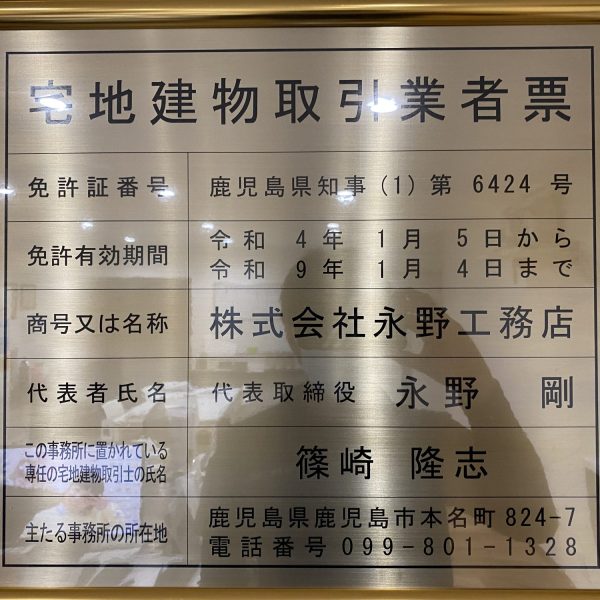 宅地建物取引業者票
免許証番号 鹿児島県知事 (1) 第 6424 号
免許有効期間 令和 4年 1月 5日から
令和 9年 1月 4日まで
商号又は名称 株式会社永野工務店
代表者氏名 代表取締役 永野 剛
この事務所に置かれている
専任の宅地建物取引士の氏名 篠崎 隆志
主たる事務所の所在地 鹿児島県鹿児島市本名町 824-7
電話番号 099-801-1328